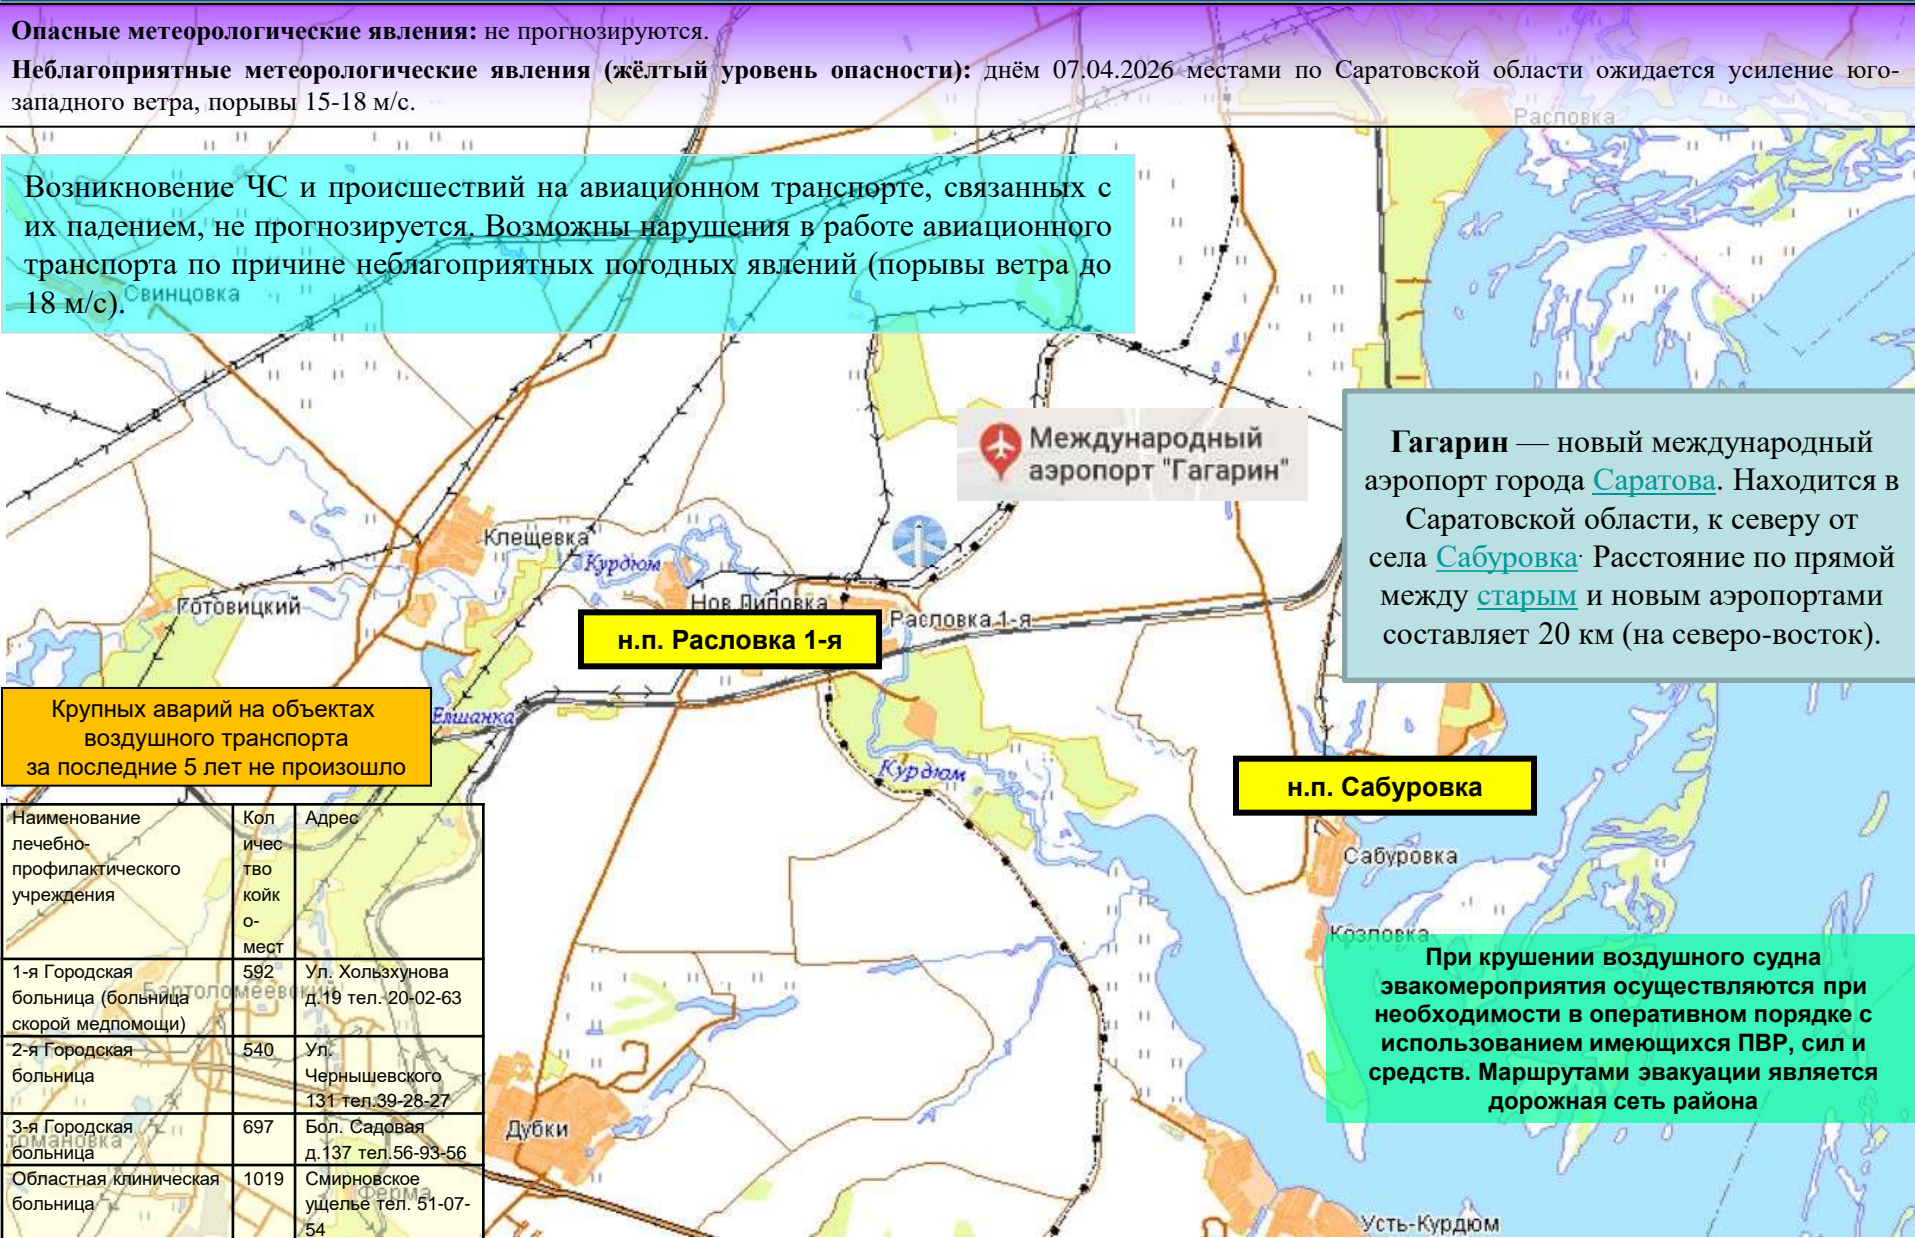 Опасные метеорологические явления: не прогнозируются.
Неблагоприятные метеорологические явления (жёлтый уровень опасности): днём 07.04.2026 местами по Саратовской области ожидается усиление юго-
западного ветра, порывы 15-18 м/с.
Расловка
Возникновение ЧС и происшествий на авиационном транспорте, связанных с
их падением, не прогнозируется. Возможны нарушения в работе авиационного
транспорта по причине неблагоприятных погодных явлений (порывы ветра до
18 м/с).
Свинцовка
Международный
аэропорт "Гагарин"
Гагарин — новый международный
аэропорт города Саратова. Находится в
Саратовской области, к северу от
села Сабуровка. Расстояние по прямой
между старым и новым аэропортами
составляет 20 км (на северо-восток).
Клещевка
Курдюм
Готовицкий
Нов.Липовка
Расловка 1-я
н.п. Расловка 1-я
Елшанка
Крупных аварий на объектах
воздушного транспорта
за последние 5 лет не произошло
Курдюм
н.п. Сабуровка
Сабуровка
Козловка
Наименование
лечебно-
профилактического
учреждения
Кол
ичес
тво
койк
о-
мест
Адрес
1-я Городская
больница (больница
скорой медпомощи)
592
Ул. Хользхунова
д.19 тел. 20-02-63
Бартоломеевский
2-я Городская
больница
540
Ул.
Чернышевского
131 тел.39-28-27
3-я Городская
больница
697
Бол. Садовая
д.137 тел.56-93-56
томановка
Областная клиническая
больница
1019
Смирновское
ущелье тел. 51-07-
54
Ферма
Дубки
При крушении воздушного судна
эвакомероприятия осуществляются при
необходимости в оперативном порядке с
использованием имеющихся ПВР, сил и
средств. Маршрутами эвакуации является
дорожная сеть района
Усть-Курдюм